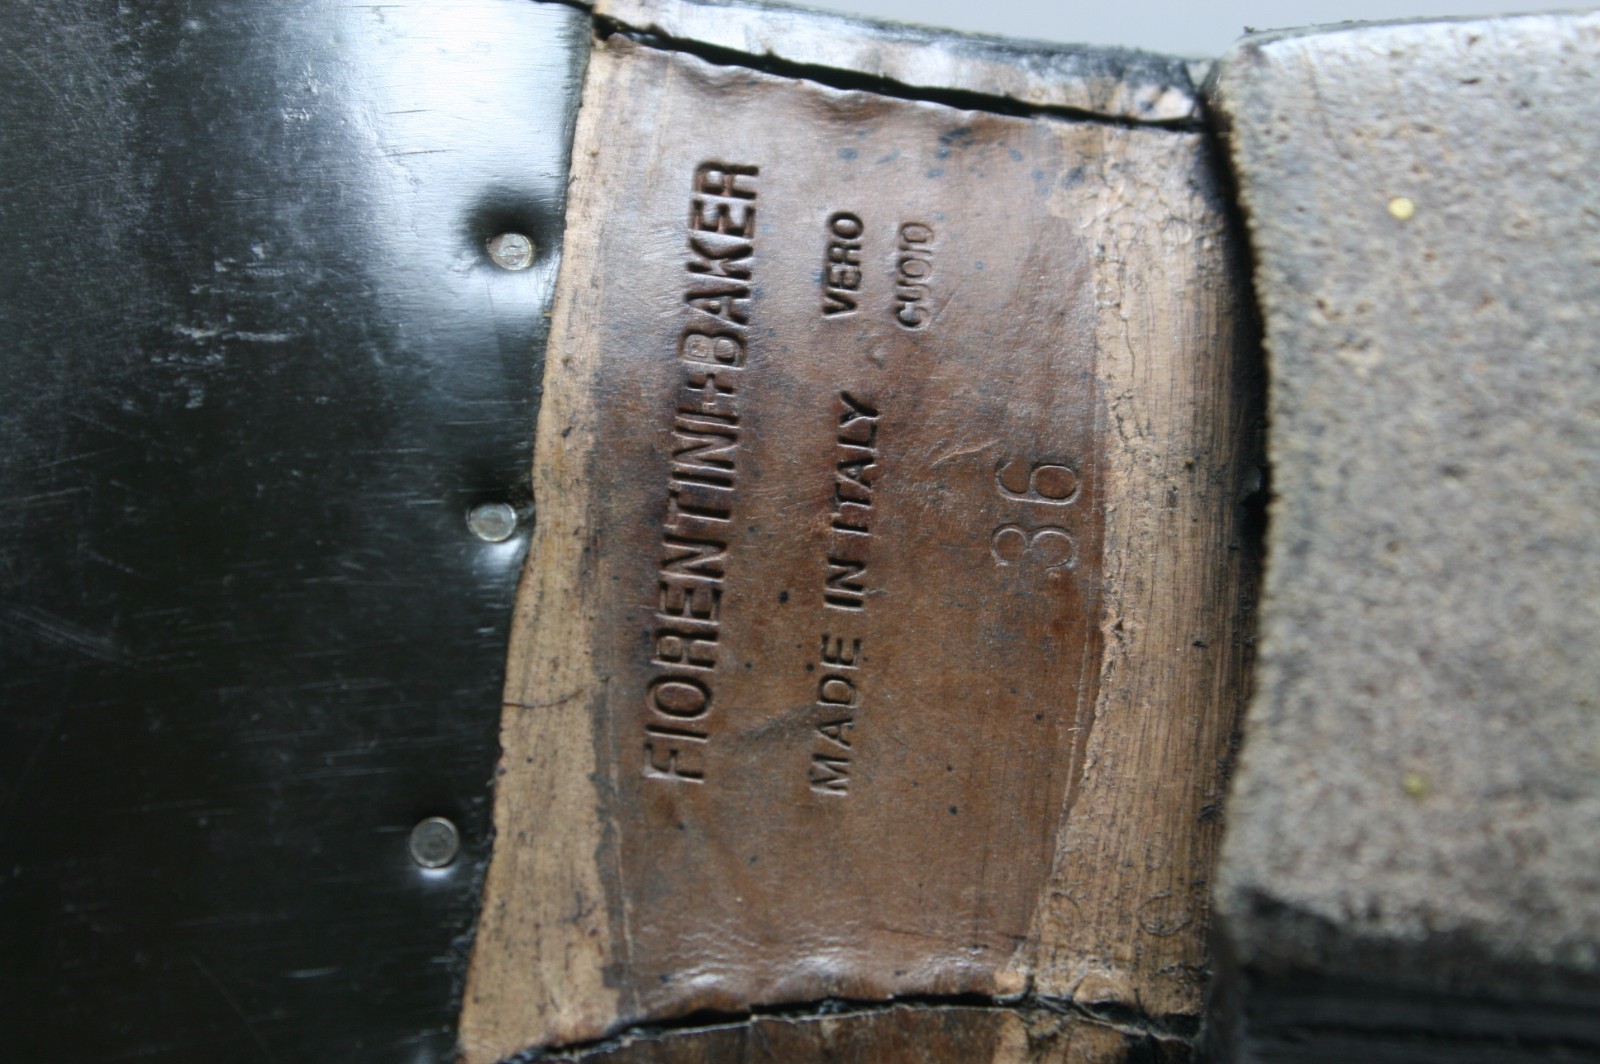 FIORENTINI+BAKER
MADE IN ITALY
VERO
CUOIO
36